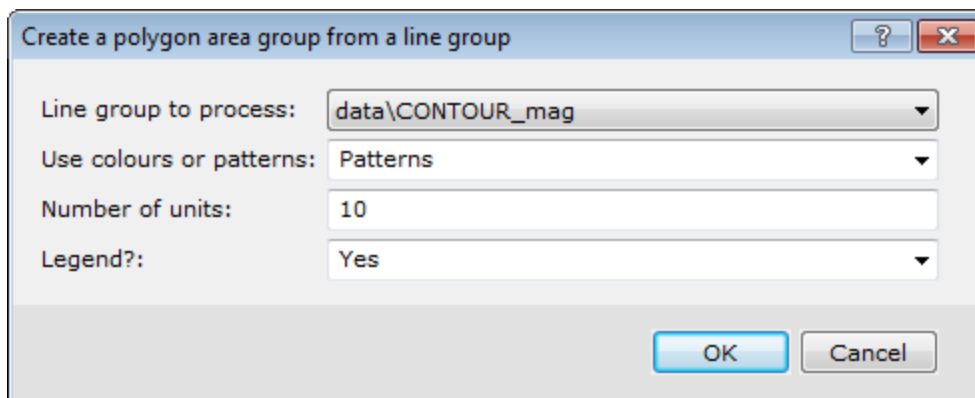 Create a polygon area group from a line group ?
Line group to process: data\CONTOUR_mag
Use colours or patterns: Patterns
Number of units: 10
Legend?: Yes
OK Cancel